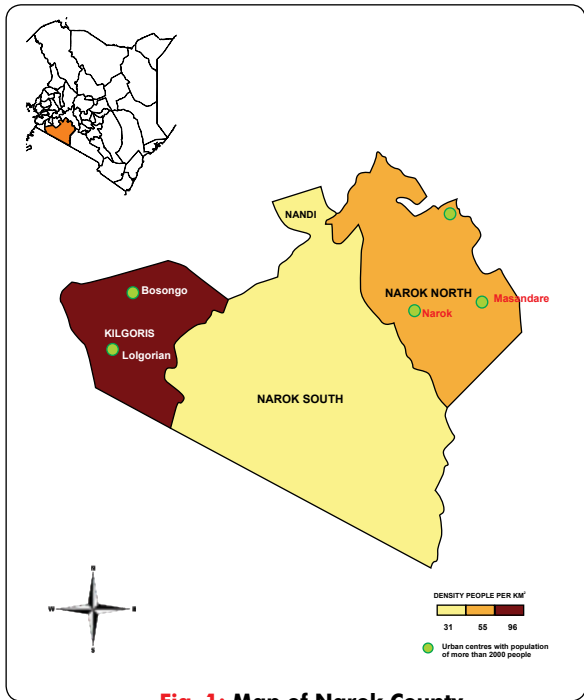 NANDI
NAROK NORTH
Masandare
Narok
Bosongo
KILGORIS
Lolgorian
NAROK SOUTH
N
W
E
S
DENSITY PEOPLE PER KM²
31 55 96
Urban centres with population
of more than 2000 people
Fig. 1: Map of Narok County